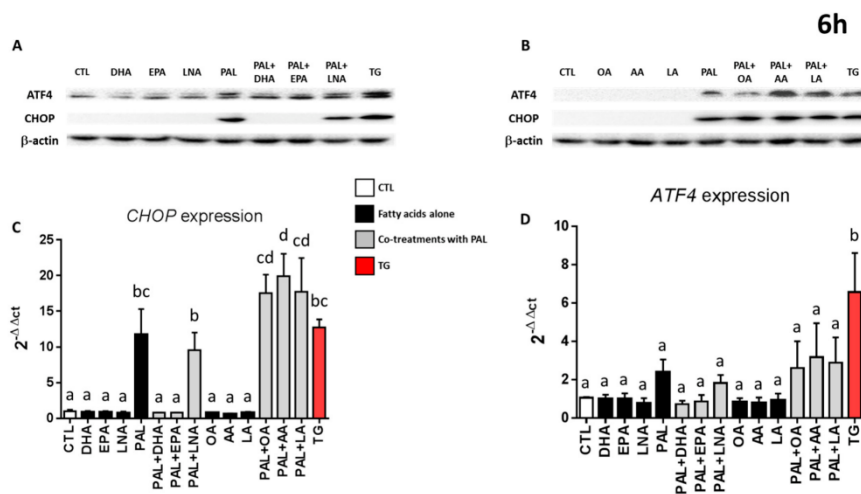 6h
A
CTL DHA EPA LNA PAL PAL+ DHA PAL+ EPA PAL+ LNA TG
ATF4
CHOP
β-actin
B
CTL OA AA LA PAL PAL+ OA PAL+ AA PAL+ LA TG
ATF4
CHOP
β-actin
CTL
Fatty acids alone
Co-treatments with PAL
TG
C
CHOP expression
2^-Δ Δct
25
20
15
10
5
0
a a a a bc a a b a a a cd d cd bc
CTL DHA EPA LNA PAL PAL+DHA PAL+EPA PAL+LNA OA AA LA PAL+OA PAL+AA PAL+LA TG
D
ATF4 expression
2^-Δ Δct
10
8
6
4
2
0
a a a a a a a a a a a a a a b
CTL DHA EPA LNA PAL PAL+DHA PAL+EPA PAL+LNA OA AA LA PAL+OA PAL+AA PAL+LA TG